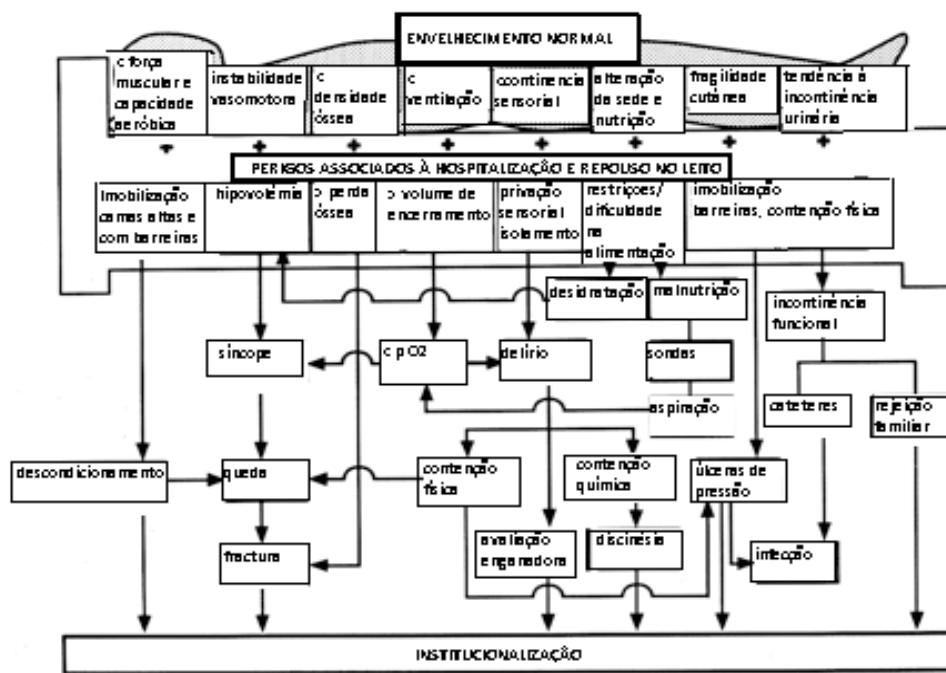 ENVELHECIMENTO NORMAL
c força
muscular e
capacidade
aeróbica
instabilidade
vasomotora
c
densidade
óssea
c
ventilação
ccontinencia
sensorial
alteração
da sede e
nutrição
fragilidade
cutánea
tendência à
incontinência
urinária
+ + + + + + + +
PERIGOS ASSOCIADOS À HOSPITALIZAÇÃO E REPOUSO NO LEITO
Imobilização
camas altas e
com barreiras
hipovolémia
ɔ perda
óssea
ɔ volume de
encerramento
privação
sensorial
isolamento
restrições/
dificuldade
na
alimentação
imobilização
barreiras, contenção física
desidratação
malnutrição
incontinência
funcional
síncope
c p O2
delírio
sondas
aspiração
cateteres
rejeição
familiar
descondicionamento
queda
contenção
física
contenção
química
úlceras de
pressão
fractura
avaliação
enganadora
discinésia
infecção
INSTITUCIONALIZAÇÃO